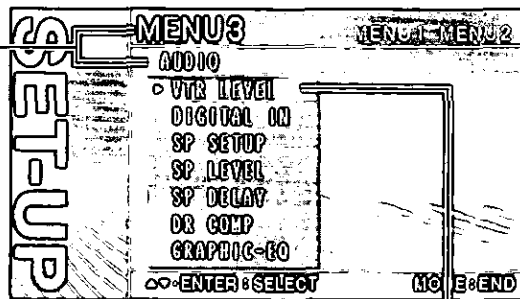 SET-UP
MENU3 MENU1 MENU2
AUDIO
VTR LEVEL
DIGITAL IN
SP SETUP
SP LEVEL
SP DELAY
DR COMP
GRAPHIC-EQ
△▽·ENTER:SELECT MODE:END